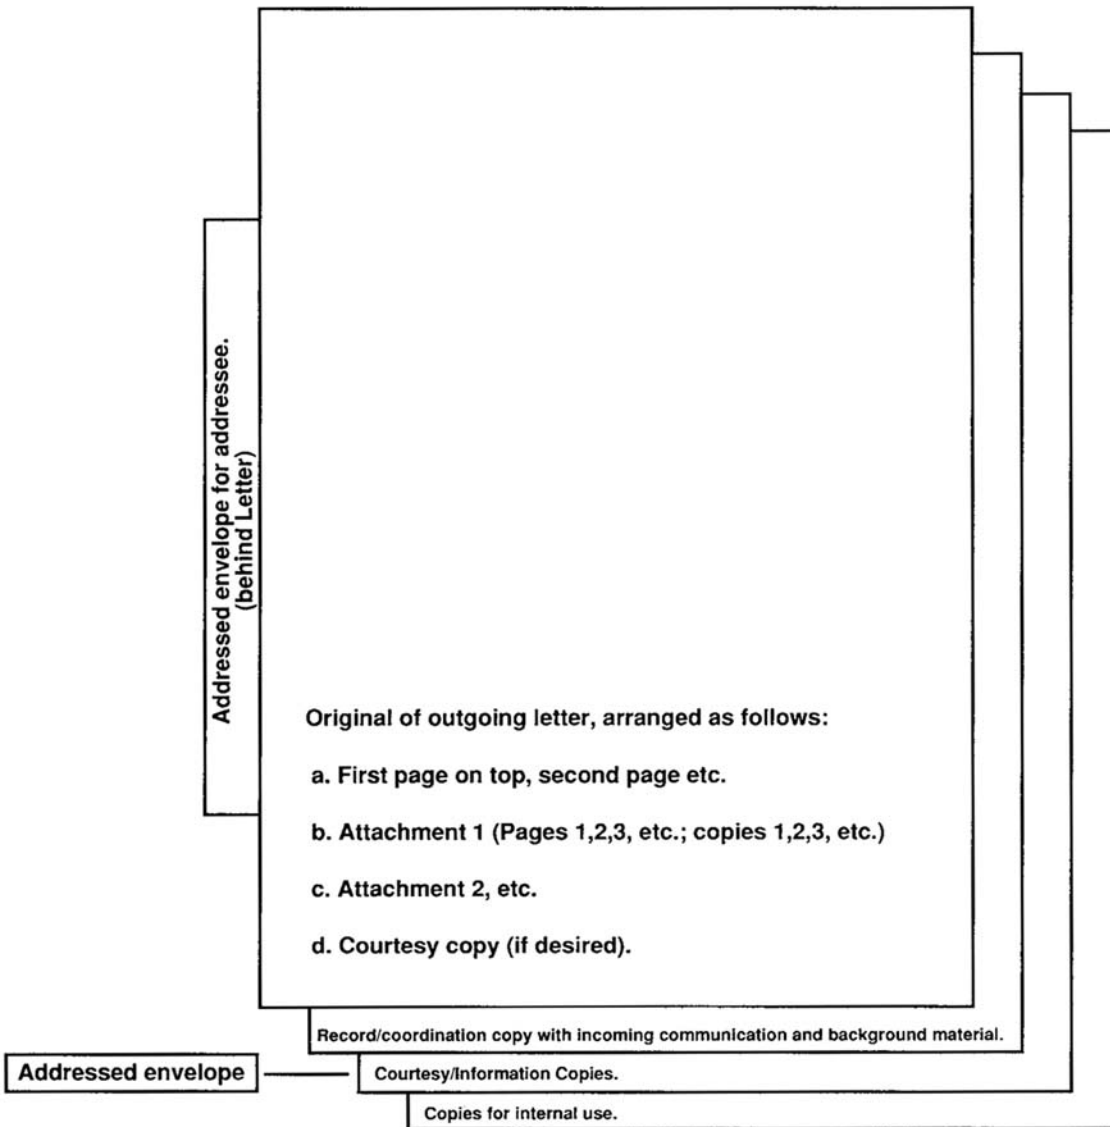 Addressed envelope for addressee.
(behind Letter)
Original of outgoing letter, arranged as follows:
a. First page on top, second page etc.
b. Attachment 1 (Pages 1,2,3, etc.; copies 1,2,3, etc.)
c. Attachment 2, etc.
d. Courtesy copy (if desired).
Record/coordination copy with incoming communication and background material.
Addressed envelope
Courtesy/Information Copies.
Copies for internal use.